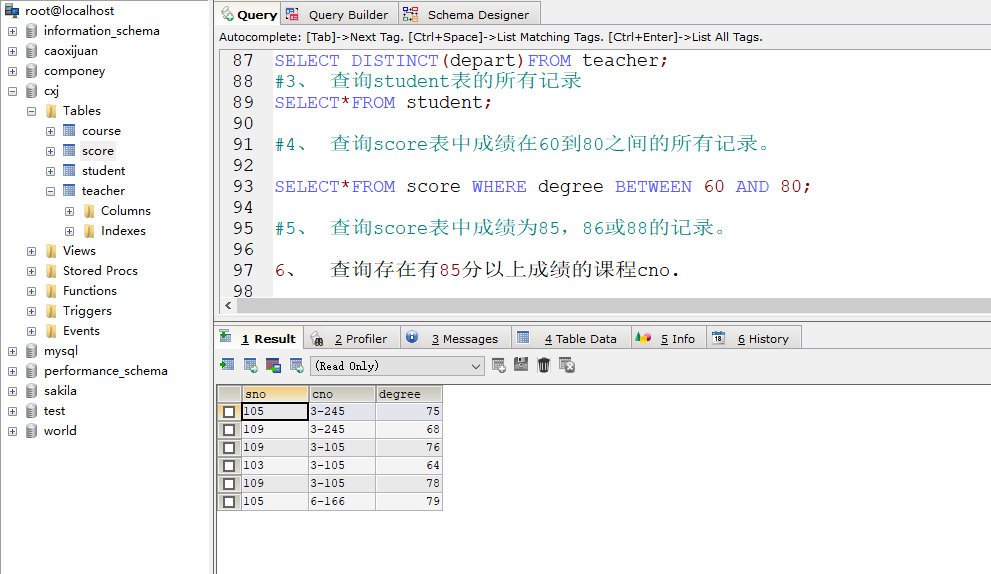 root@localhost
information_schema
caoxijuan
componey
cxj
Tables
course
score
student
teacher
Columns
Indexes
Views
Stored Procs
Functions
Triggers
Events
mysql
performance_schema
sakila
test
world
Query Query Builder Schema Designer
Autocomplete: [Tab]->Next Tag. [Ctrl+Space]->List Matching Tags. [Ctrl+Enter]->List All Tags.
87 SELECT DISTINCT(depart)FROM teacher;
88 #3、 查询student表的所有记录
89 SELECT*FROM student;
90
91 #4、 查询score表中成绩在60到80之间的所有记录。
92
93 SELECT*FROM score WHERE degree BETWEEN 60 AND 80;
94
95 #5、 查询score表中成绩为85，86或88的记录。
96
97 6、 查询存在有85分以上成绩的课程cno.
98
1 Result 2 Profiler 3 Messages 4 Table Data 5 Info 18 6 History
(Read Only)
sno cno degree
105 3-245 75
109 3-245 68
109 3-105 76
103 3-105 64
109 3-105 78
105 6-166 79